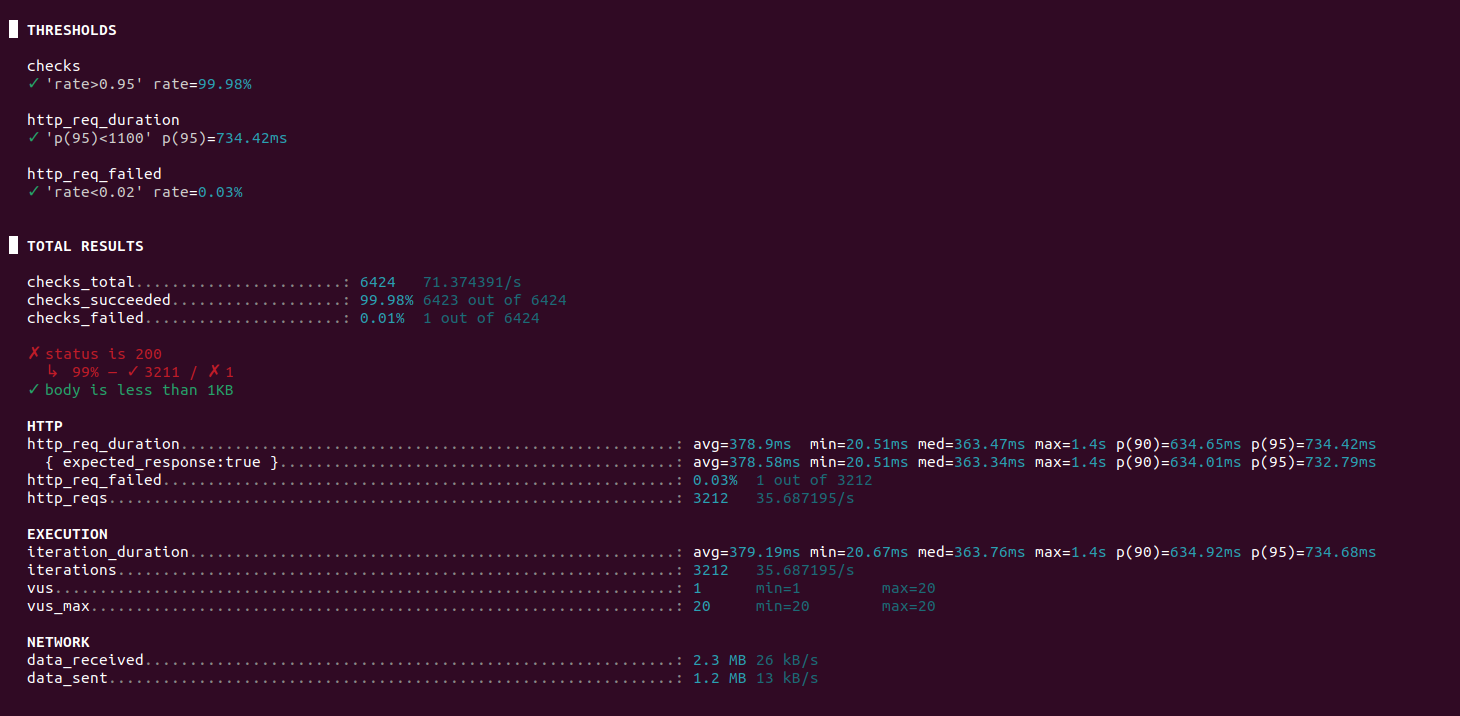 █ THRESHOLDS
checks
✓ 'rate>0.95' rate=99.98%
http_req_duration
✓ 'p(95)<1100' p(95)=734.42ms
http_req_failed
✓ 'rate<0.02' rate=0.03%
█ TOTAL RESULTS
checks_total.......................: 6424   71.374391/s
checks_succeeded...................: 99.98% 6423 out of 6424
checks_failed......................: 0.01%  1 out of 6424
✗ status is 200
↳  99% — ✓ 3211 / ✗ 1
✓ body is less than 1KB
HTTP
http_req_duration.......................................................: avg=378.9ms  min=20.51ms med=363.47ms max=1.4s p(90)=634.65ms p(95)=734.42ms
{ expected_response:true }............................................: avg=378.58ms min=20.51ms med=363.34ms max=1.4s p(90)=634.01ms p(95)=732.79ms
http_req_failed.........................................................: 0.03%  1 out of 3212
http_reqs...............................................................: 3212   35.687195/s
EXECUTION
iteration_duration......................................................: avg=379.19ms min=20.67ms med=363.76ms max=1.4s p(90)=634.92ms p(95)=734.68ms
iterations..............................................................: 3212   35.687195/s
vus.....................................................................: 1      min=1         max=20
vus_max.................................................................: 20     min=20        max=20
NETWORK
data_received...........................................................: 2.3 MB 26 kB/s
data_sent...............................................................: 1.2 MB 13 kB/s